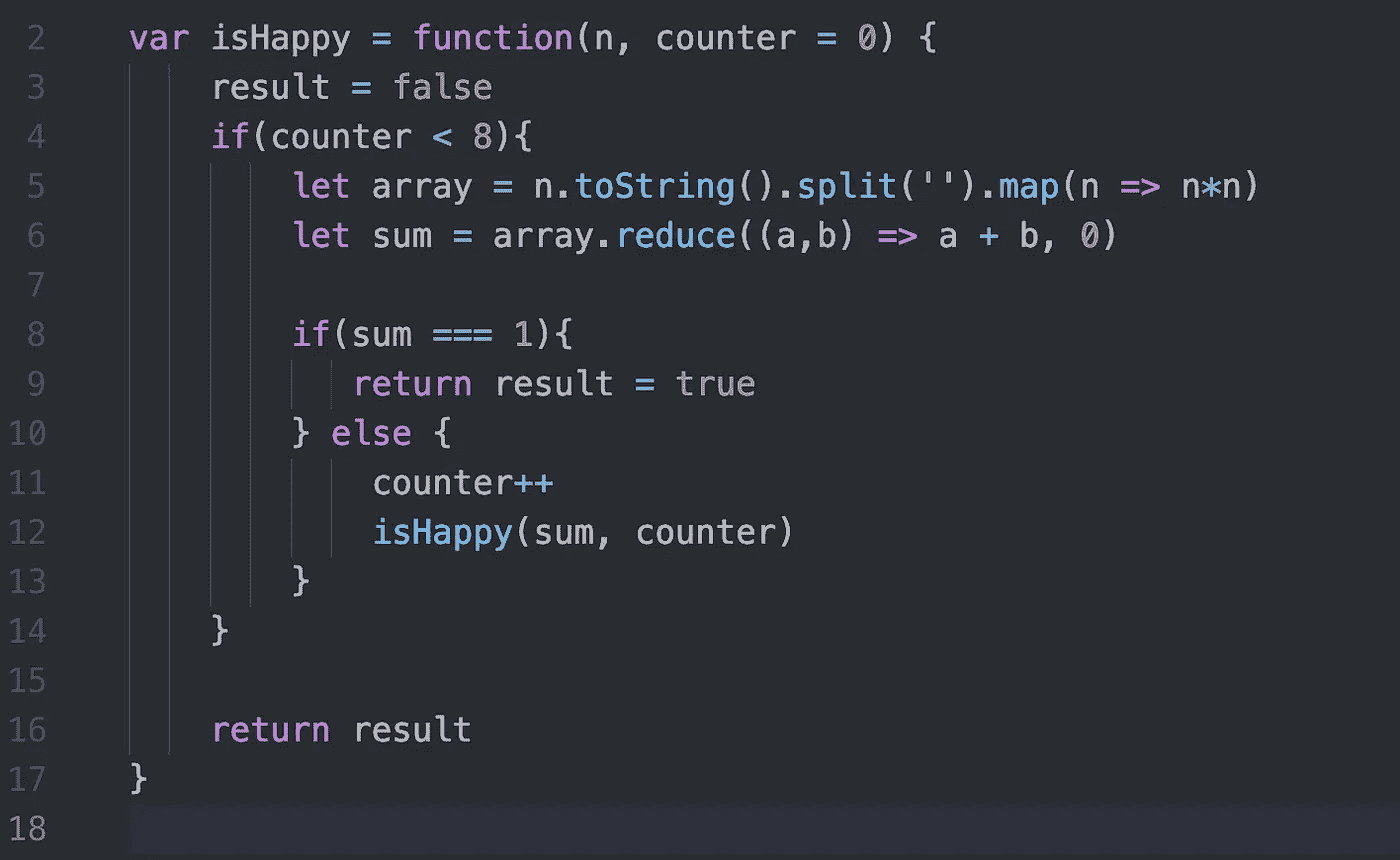 2 var isHappy = function(n, counter = 0) {
3 result = false
4 if(counter < 8){
5 let array = n.toString().split('').map(n => n*n)
6 let sum = array.reduce((a,b) => a + b, 0)
7
8 if(sum === 1){
9 return result = true
10 } else {
11 counter++
12 isHappy(sum, counter)
13 }
14 }
15
16 return result
17 }
18